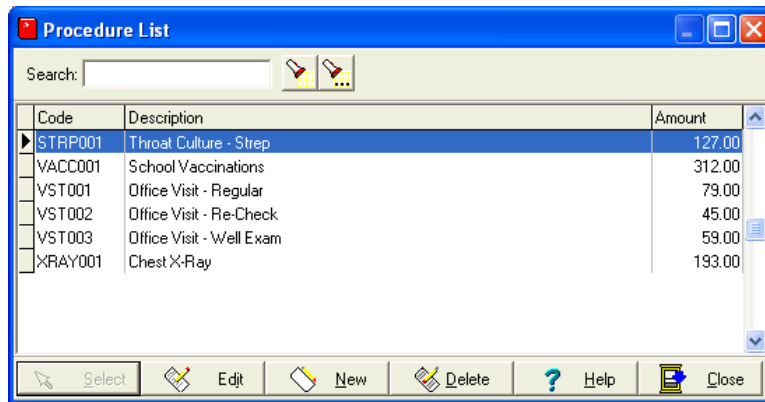 Procedure List
Search:
Code Description Amount
STRP001 Throat Culture - Strep 127.00
VACC001 School Vaccinations 312.00
VST001 Office Visit - Regular 79.00
VST002 Office Visit - Re-Check 45.00
VST003 Office Visit - Well Exam 59.00
XRAY001 Chest X-Ray 193.00
Select Edit New Delete ? Help Close